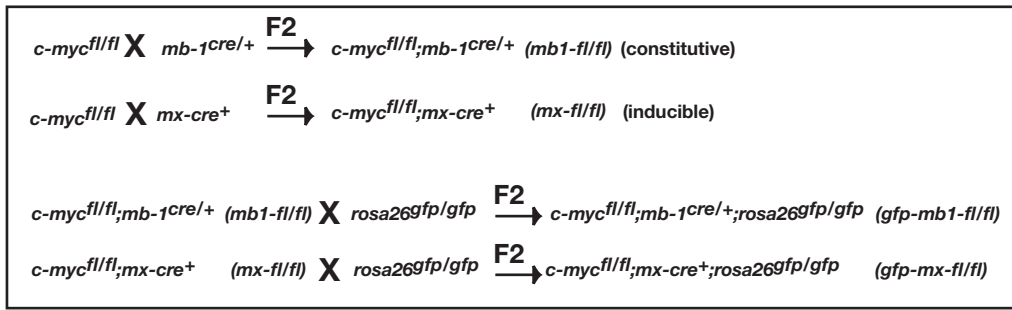 F2
c-myc^fl/fl X mb-1^cre/+ c-myc^fl/fl;mb-1^cre/+ (mb1-fl/fl) (constitutive)
F2
c-myc^fl/fl X mx-cre^+ c-myc^fl/fl;mx-cre^+ (mx-fl/fl) (inducible)
F2
c-myc^fl/fl;mb-1^cre/+ (mb1-fl/fl) X rosa26^gfp/gfp c-myc^fl/fl;mb-1^cre/+;rosa26^gfp/gfp (gfp-mb1-fl/fl)
F2
c-myc^fl/fl;mx-cre^+ (mx-fl/fl) X rosa26^gfp/gfp c-myc^fl/fl;mx-cre^+;rosa26^gfp/gfp (gfp-mx-fl/fl)